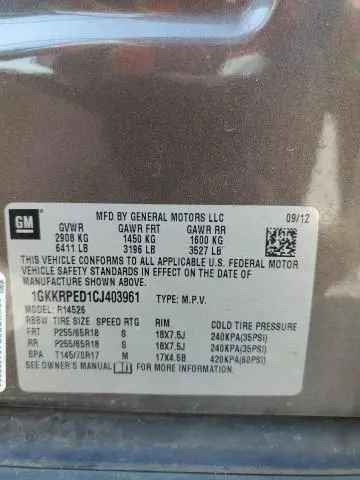 MFD BY GENERAL MOTORS LLC 09/12
GM GVWR GAWR FRT GAWR RR
2908 KG 1450 KG 1600 KG
6411 LB 3196 LB 3527 LB
THIS VEHICLE CONFORMS TO ALL APPLICABLE U.S. FEDERAL MOTOR
VEHICLE SAFETY AND THEFT PREVENTION STANDARDS IN EFFECT ON THE DATE OF
MANUFACTURE SHOWN ABOVE.
1GKKRPED1CJ403961 TYPE: M.P.V.
MODEL: R14526
RBBW TIRE SIZE SPEED RTG RIM COLD TIRE PRESSURE
FRT P255/65R18 S 18X7.5J 240KPA(35PSI)
RR P255/65R18 S 18X7.5J 240KPA(35PSI)
SPA T145/70R17 M 17X4.5B 420KPA(60PSI)
SEE OWNER'S MANUAL FOR MORE INFORMATION.